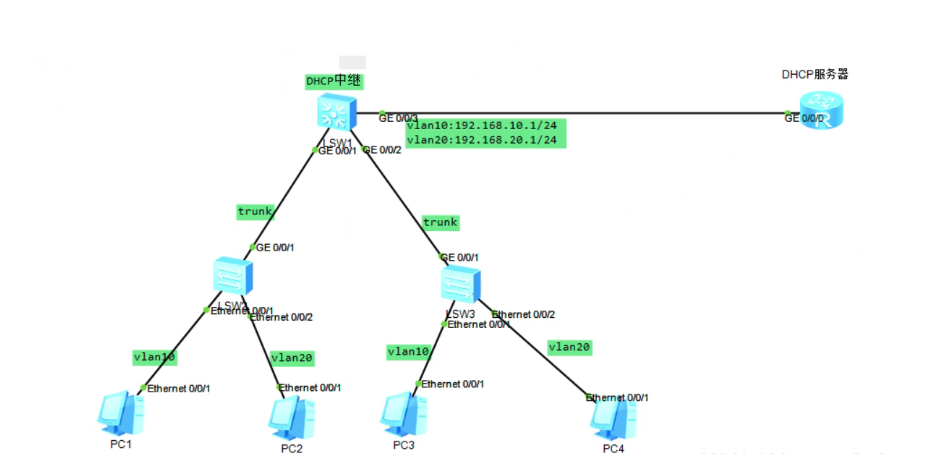 DHCP服务器
DHCP中继
GE 0/0/3
GE 0/0/0
R
vlan10:192.168.10.1/24
vlan20:192.168.20.1/24
LSW1
GE 0/0/1
GE 0/0/2
trunk
trunk
GE 0/0/1
GE 0/0/1
LSW2
Ethernet 0/0/1
Ethernet 0/0/2
LSW3
Ethernet 0/0/1
Ethernet 0/0/2
vlan10
vlan20
vlan10
vlan20
Ethernet 0/0/1
Ethernet 0/0/1
Ethernet 0/0/1
Ethernet 0/0/1
PC1
PC2
PC3
PC4